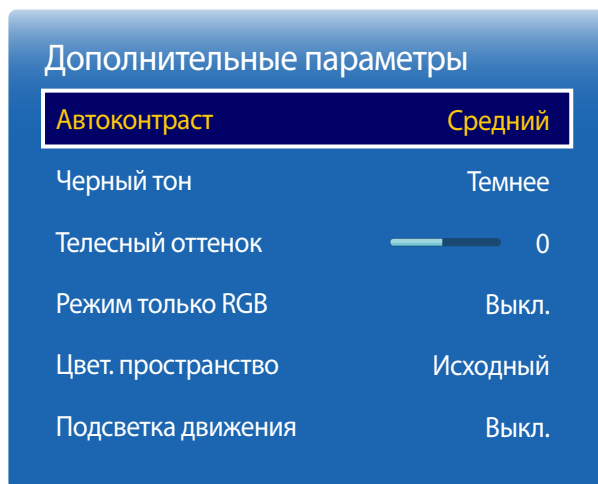 Дополнительные параметры
Автоконтраст Средний
Черный тон Темнее
Телесный оттенок 0
Режим только RGB Выкл.
Цвет. пространство Исходный
Подсветка движения Выкл.